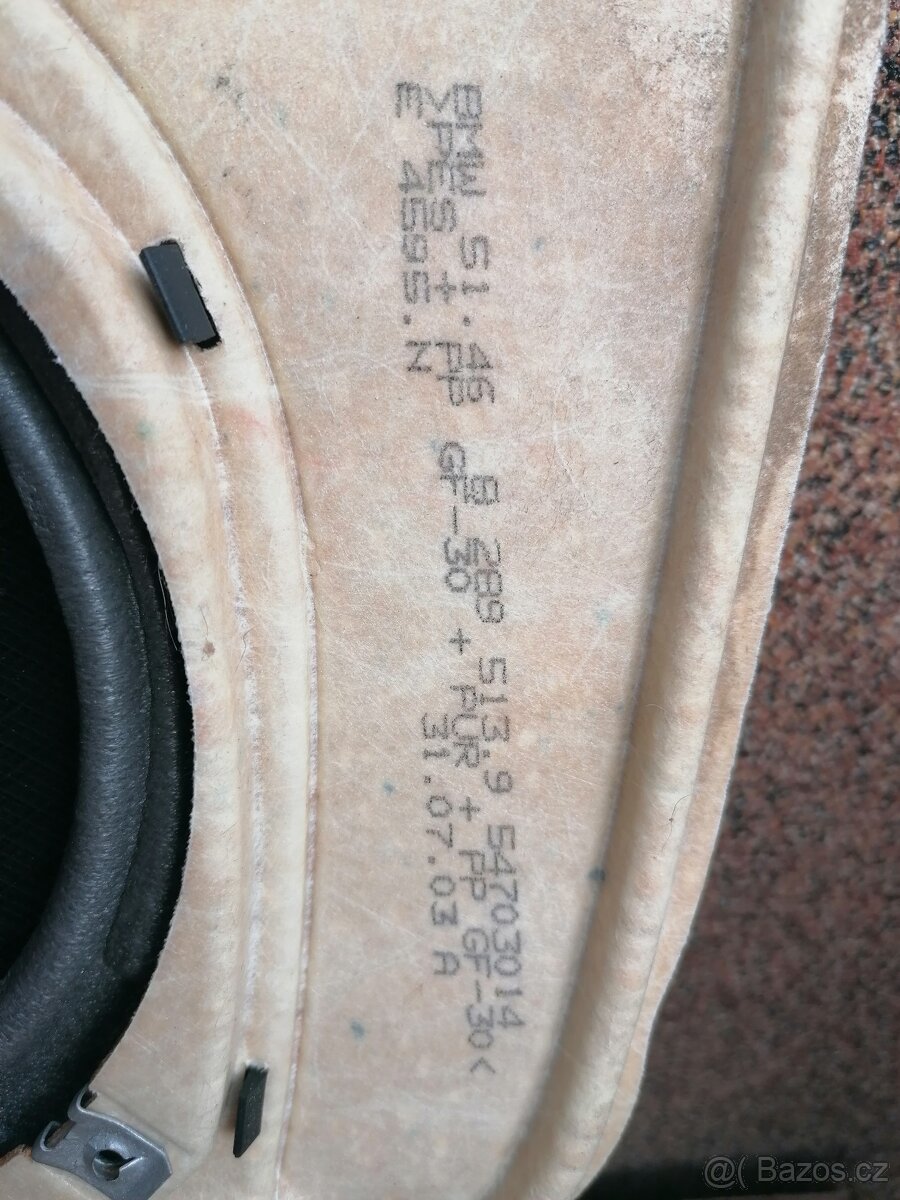 BMW 51.46 8 289 513.9 54703014
>PES + PP GF-30 + PUR + PP GF-30<
E 4595.N 31.07.03 A
@( Bazos.cz